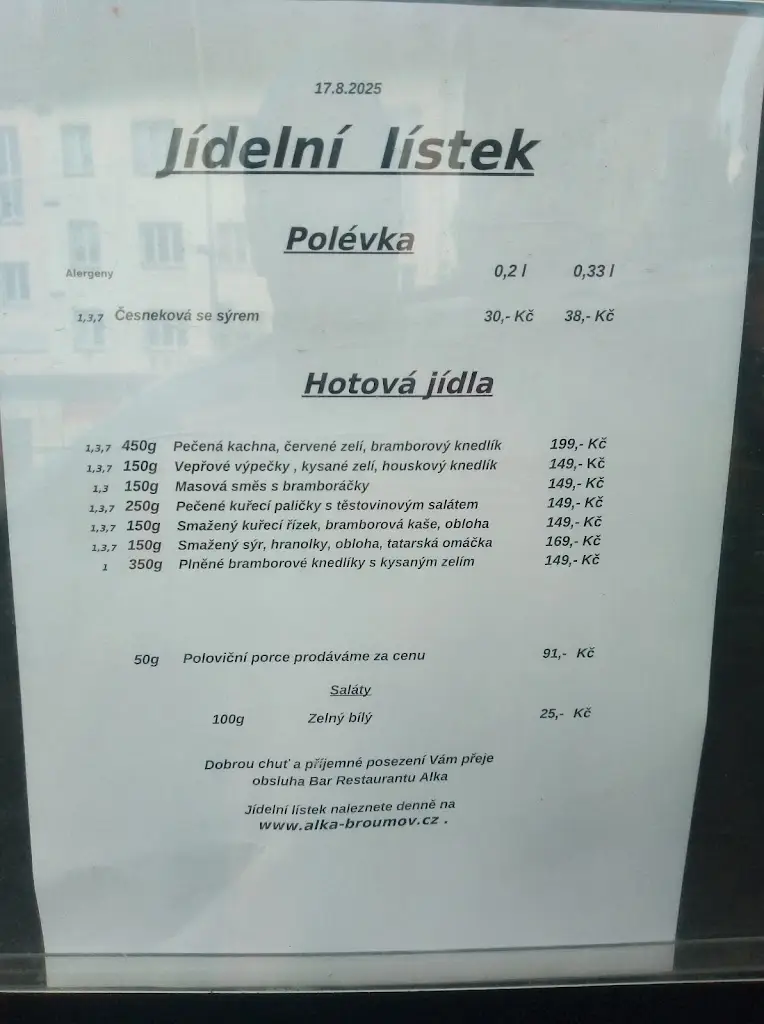 17.8.2025
Jídelní lístek
Polévka
Alergeny 0,2 l 0,33 l
1,3,7 Česneková se sýrem 30,- Kč 38,- Kč
Hotová jídla
1,3,7 450g Pečená kachna, červené zelí, bramborový knedlík 199,- Kč
1,3,7 150g Vepřové výpečky , kysané zelí, houskový knedlík 149,- Kč
1,3 150g Masová směs s bramboráčky 149,- Kč
1,3,7 250g Pečené kuřecí paličky s těstovinovým salátem 149,- Kč
1,3,7 150g Smažený kuřecí řízek, bramborová kaše, obloha 149,- Kč
1,3,7 150g Smažený sýr, hranolky, obloha, tatarská omáčka 169,- Kč
1 350g Plněné bramborové knedlíky s kysaným zelím 149,- Kč
50g Poloviční porce prodáváme za cenu 91,- Kč
Saláty
100g Zelný bílý 25,- Kč
Dobrou chuť a příjemné posezení Vám přeje
obsluha Bar Restaurantu Alka
Jídelní lístek naleznete denně na
www.alka-broumov.cz .